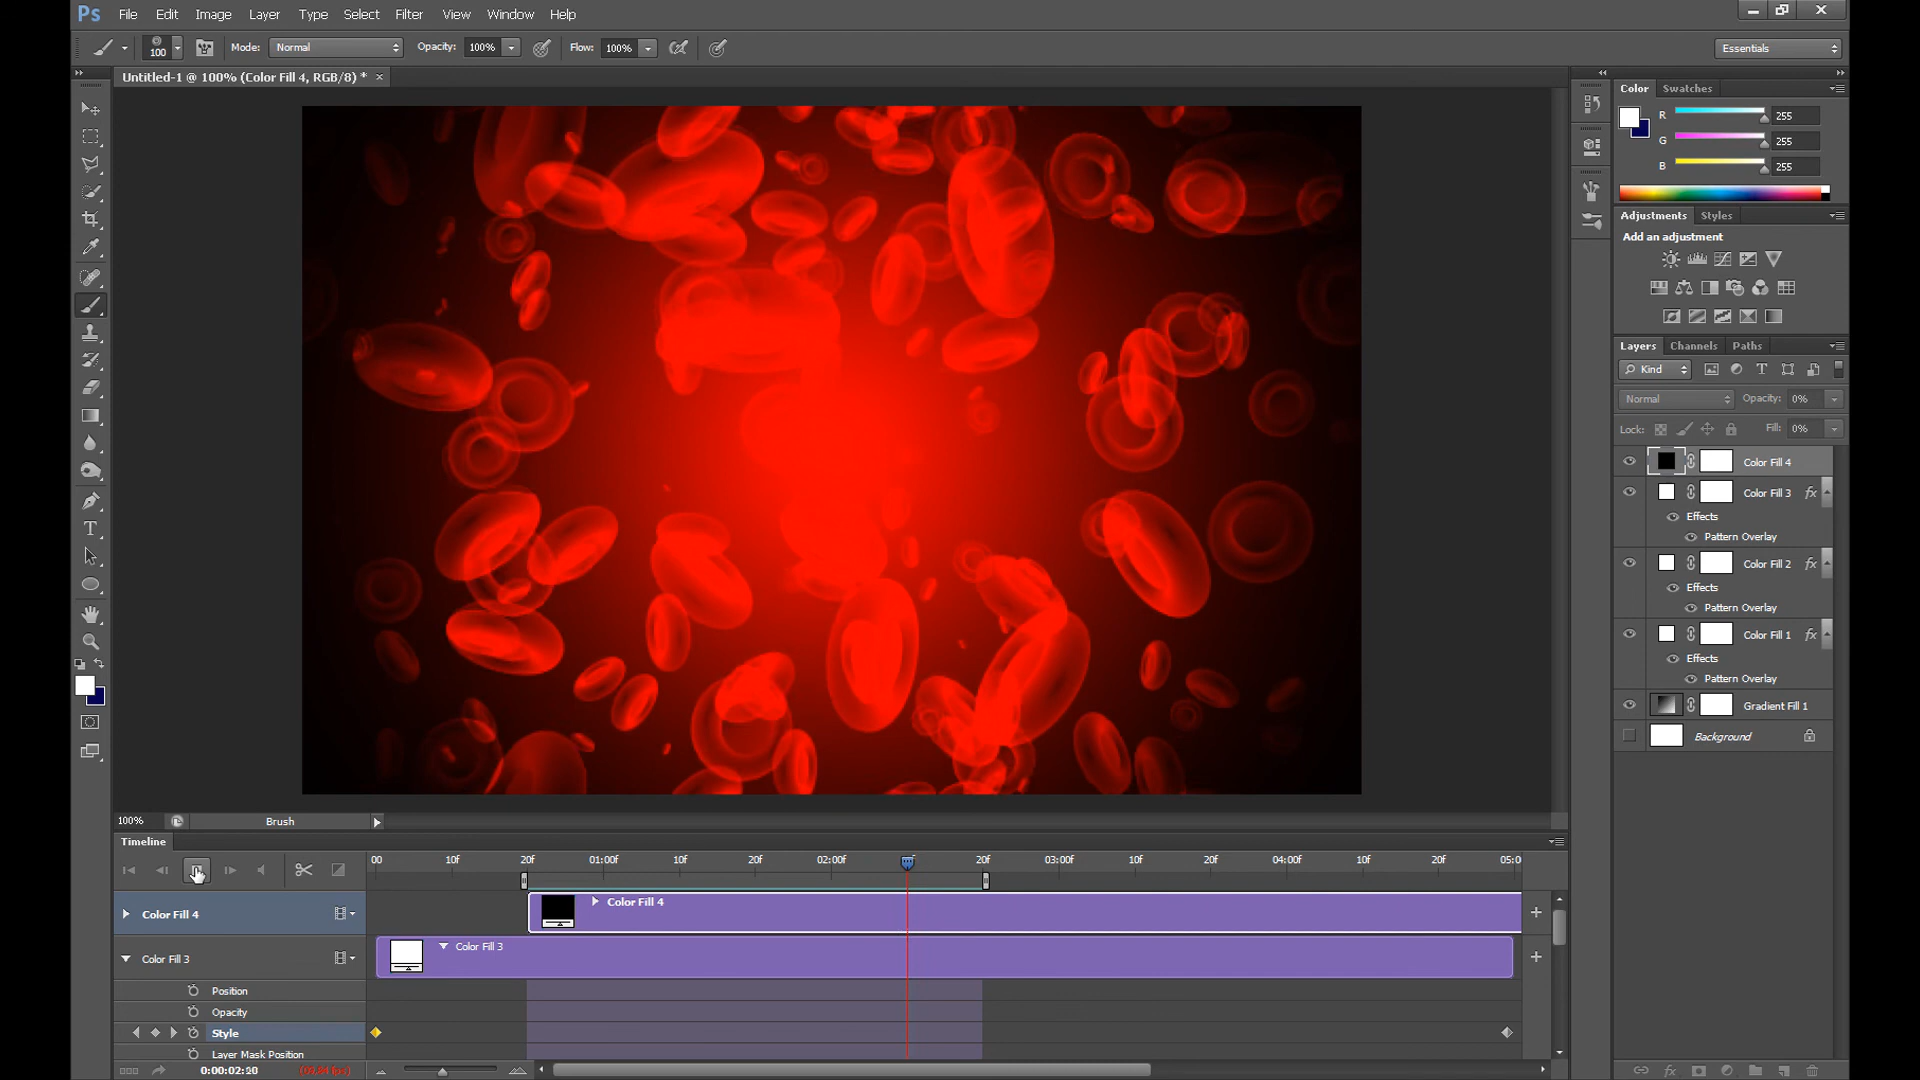 Ps File Edit Image Layer Type Select Filter View Window Help
100 Mode: Normal Opacity: 100% Flow: 100% Essentials
Untitled-1 @ 100% (Color Fill 4, RGB/8) * ×
Color Swatches
R 255
G 255
B 255
Adjustments Styles
Add an adjustment
Layers Channels Paths
Kind
Normal Opacity: 0%
Lock: Fill: 0%
Color Fill 4
Color Fill 3 fx
Effects
Pattern Overlay
Color Fill 2 fx
Effects
Pattern Overlay
Color Fill 1 fx
Effects
Pattern Overlay
Gradient Fill 1
Background
100% Brush
Timeline
00 10f 20f 01:00f 10f 20f 02:00f 20f 03:00f 10f 20f 04:00f 10f 20f 05:0
Color Fill 4 Color Fill 4
Color Fill 3 Color Fill 3
Position
Opacity
Style
Layer Mask Position